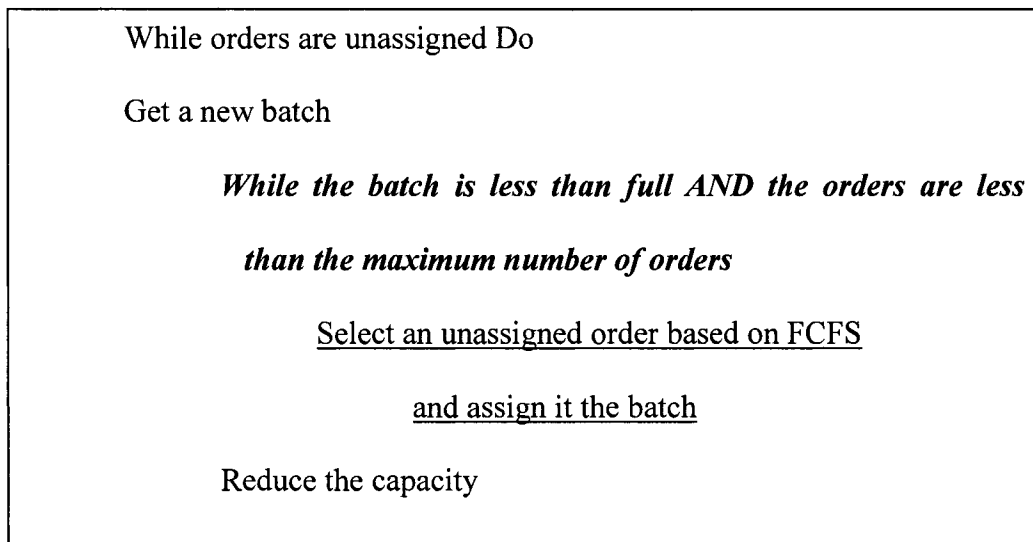 While orders are unassigned Do
Get a new batch
While the batch is less than full AND the orders are less
than the maximum number of orders
Select an unassigned order based on FCFS
and assign it the batch
Reduce the capacity